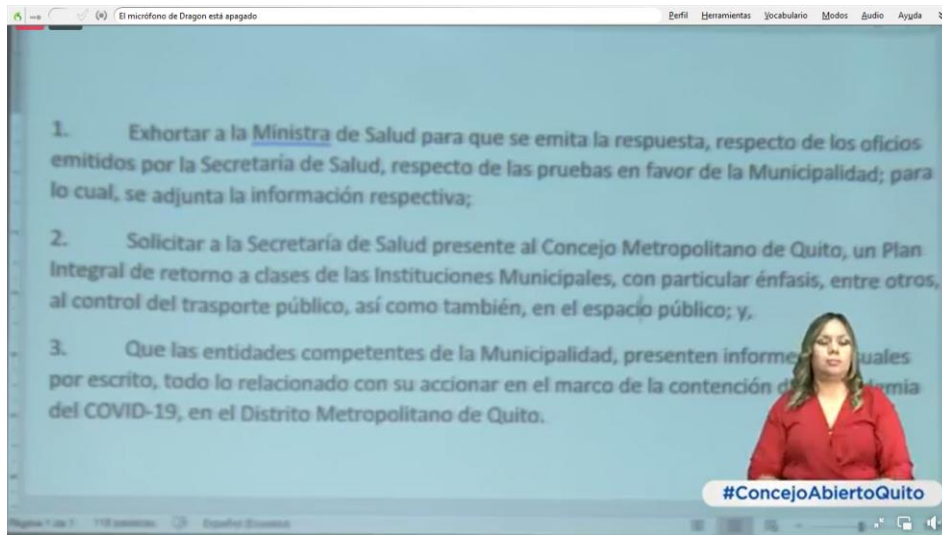 El micrófono de Dragon está apagado
Perfil Herramientas Vocabulario Modos Audio Ayuda
1. Exhortar a la Ministra de Salud para que se emita la respuesta, respecto de los oficios
emitidos por la Secretaría de Salud, respecto de las pruebas en favor de la Municipalidad; para
lo cual, se adjunta la información respectiva;
2. Solicitar a la Secretaría de Salud presente al Concejo Metropolitano de Quito, un Plan
Integral de retorno a clases de las Instituciones Municipales, con particular énfasis, entre otros,
al control del trasporte público, así como también, en el espacio público; y,
3. Que las entidades competentes de la Municipalidad, presenten
por escrito, todo lo relacionado con su accionar en el marco de la contención
del COVID-19, en el Distrito Metropolitano de Quito.
#ConcejoAbiertoQuito
Página 1 de 1 Español (Ecuador)